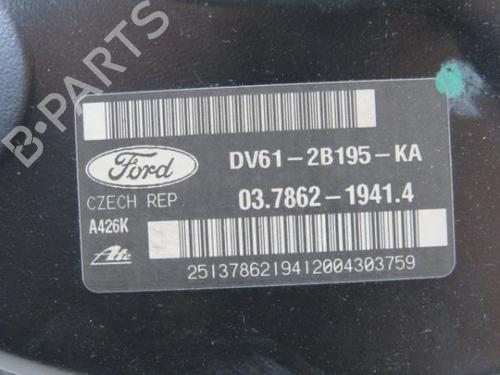 B-PARTS
Ford
DV61-2B195-KA
CZECH REP.
03.7862-1941.4
A426K
Ate
2513786219412004303759